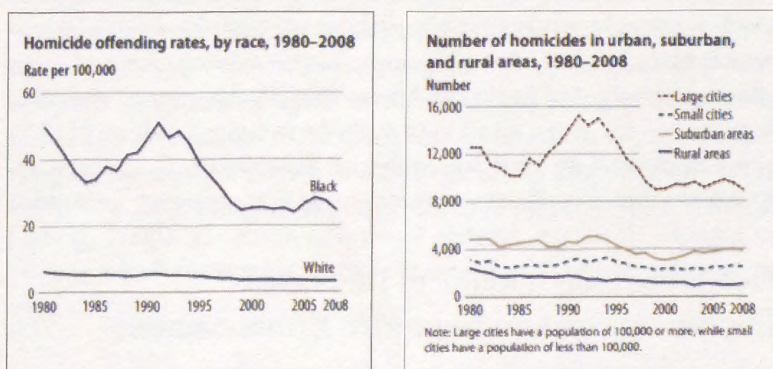 Homicide offending rates, by race, 1980–2008
Rate per 100,000
60
40
20
0
Black
White
1980 1985 1990 1995 2000 2005 2008
Number of homicides in urban, suburban,
and rural areas, 1980–2008
Number
16,000
12,000
8,000
4,000
0
Large cities
Small cities
Suburban areas
Rural areas
1980 1985 1990 1995 2000 2005 2008
Note: Large cities have a population of 100,000 or more, while small
cities have a population of less than 100,000.